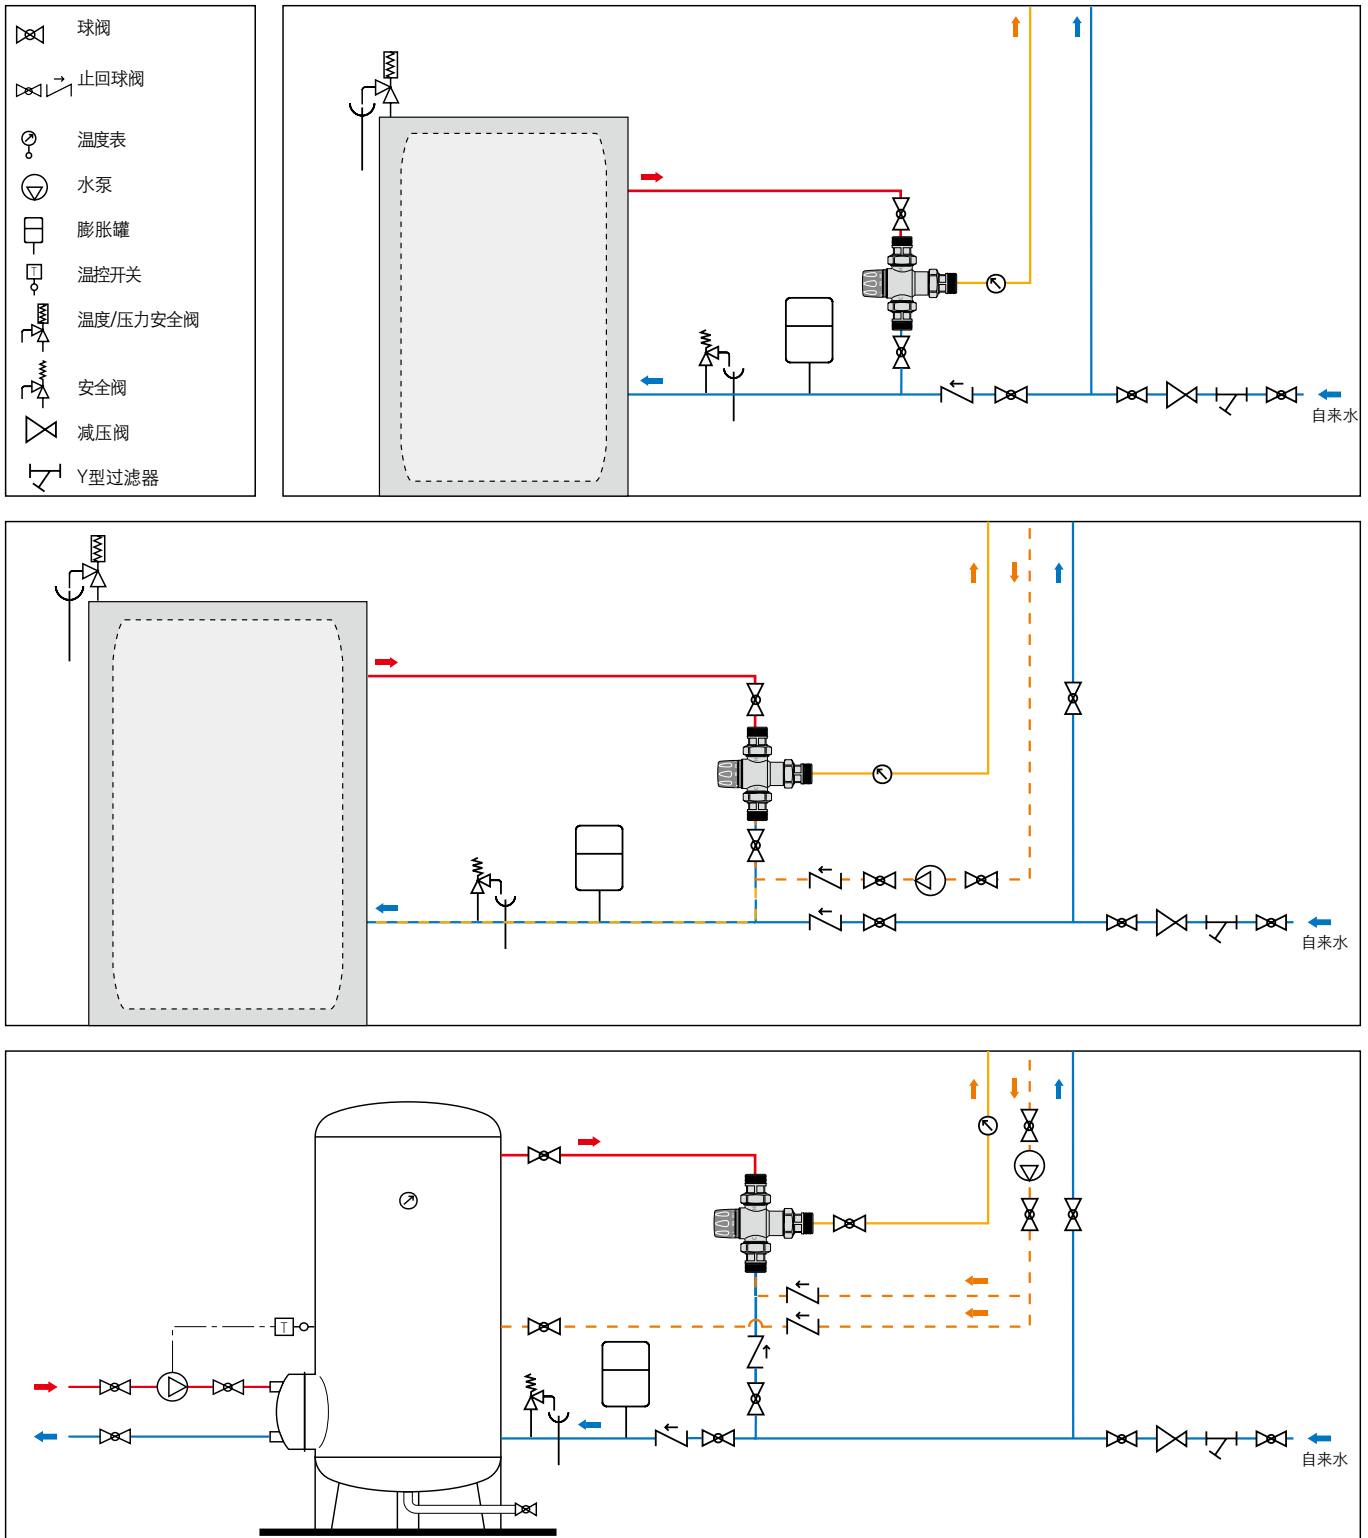 球阀
止回球阀
温度表
水泵
膨胀罐
T
温控开关
温度/压力安全阀
安全阀
减压阀
Y型过滤器
自来水
自来水
T
自来水